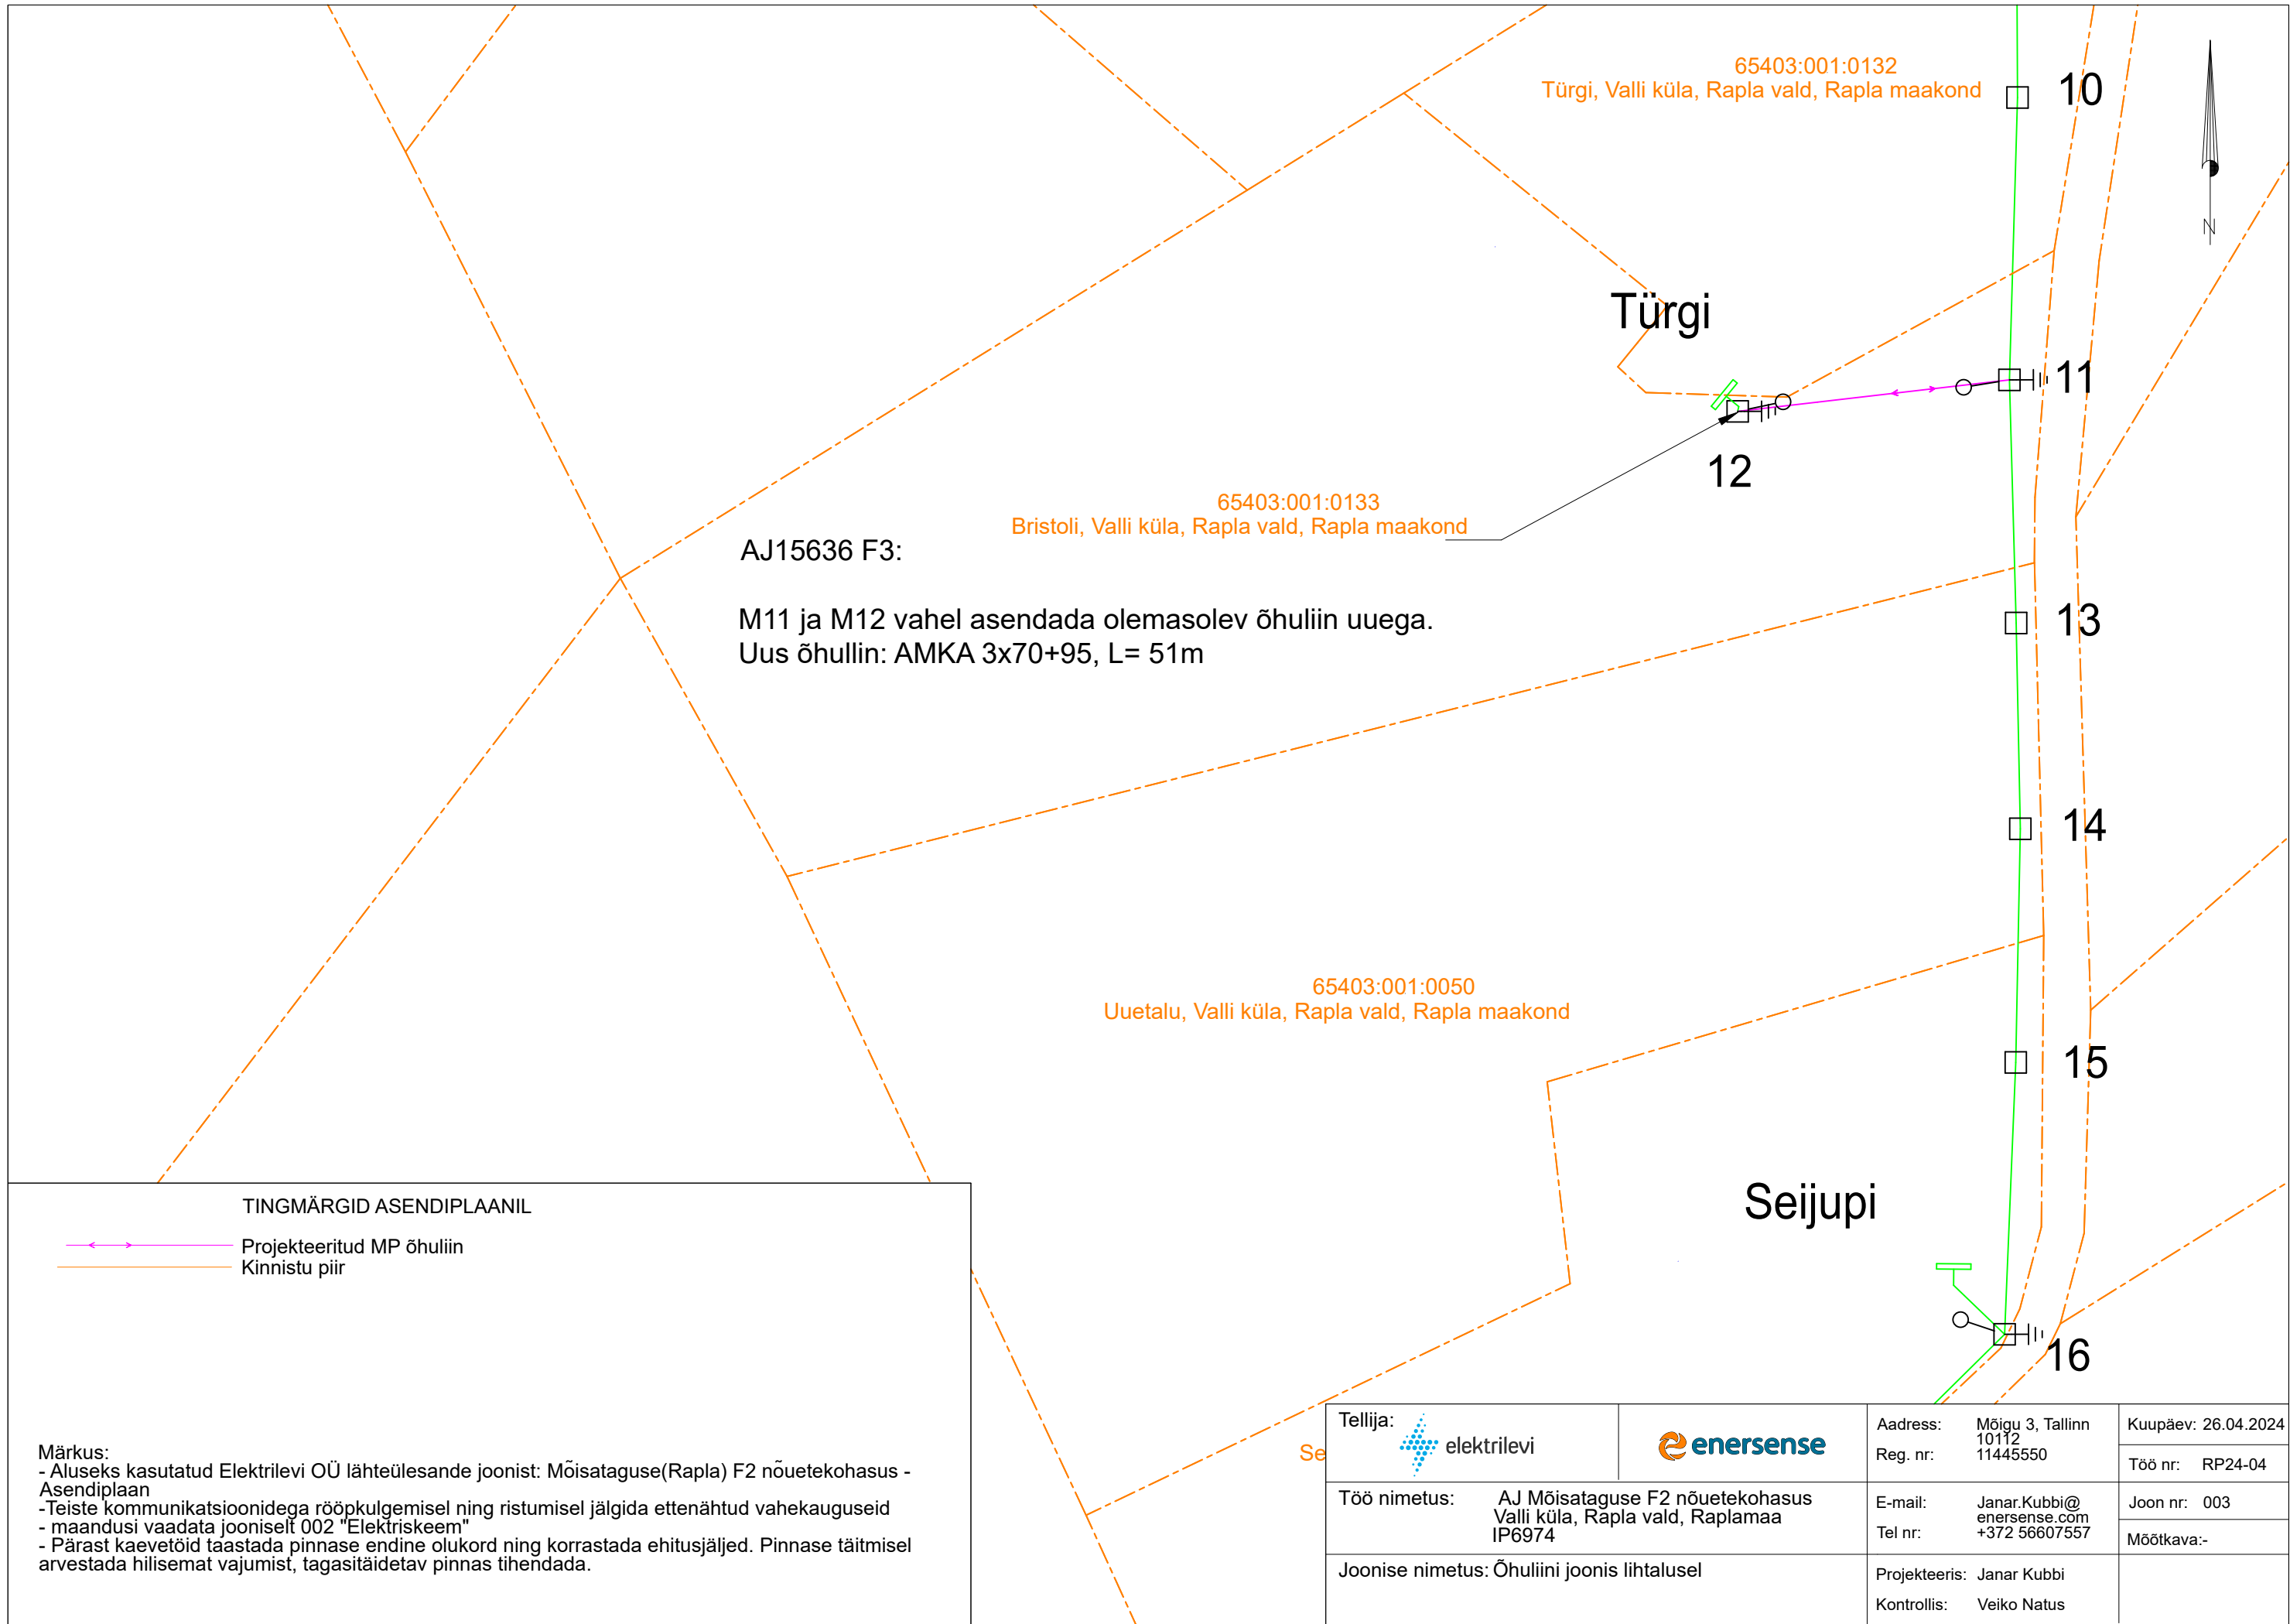 65403:001:0132
Türgi, Valli küla, Rapla vald, Rapla maakond
10
N
Türgi
11
12
65403:001:0133
Bristoli, Valli küla, Rapla vald, Rapla maakond
AJ15636 F3:
M11 ja M12 vahel asendada olemasolev õhuliin uuega.
Uus õhullin: AMKA 3x70+95, L= 51m
13
14
65403:001:0050
Uuetalu, Valli küla, Rapla vald, Rapla maakond
15
Seijupi
16
TINGMÄRGID ASENDIPLAANIL
Projekteeritud MP õhuliin
Kinnistu piir
Märkus:
- Aluseks kasutatud Elektrilevi OÜ lähteülesande joonist: Mõisataguse(Rapla) F2 nõuetekohasus -
Asendiplaan
-Teiste kommunikatsioonidega rööpkulgemisel ning ristumisel jälgida ettenähtud vahekauguseid
- maandusi vaadata jooniselt 002 "Elektriskeem"
- Pärast kaevetöid taastada pinnase endine olukord ning korrastada ehitusjäljed. Pinnase täitmisel
arvestada hilisemat vajumist, tagasitäidetav pinnas tihendada.
Se
Tellija:
elektrilevi
enersense
Aadress: Mõigu 3, Tallinn
10112
Reg. nr: 11445550
Kuupäev: 26.04.2024
Töö nr: RP24-04
Töö nimetus: AJ Mõisataguse F2 nõuetekohasus
Valli küla, Rapla vald, Raplamaa
IP6974
E-mail: Janar.Kubbi@
enersense.com
Tel nr: +372 56607557
Joon nr: 003
Mõõtkava:-
Joonise nimetus: Õhuliini joonis lihtalusel
Projekteeris: Janar Kubbi
Kontrollis: Veiko Natus